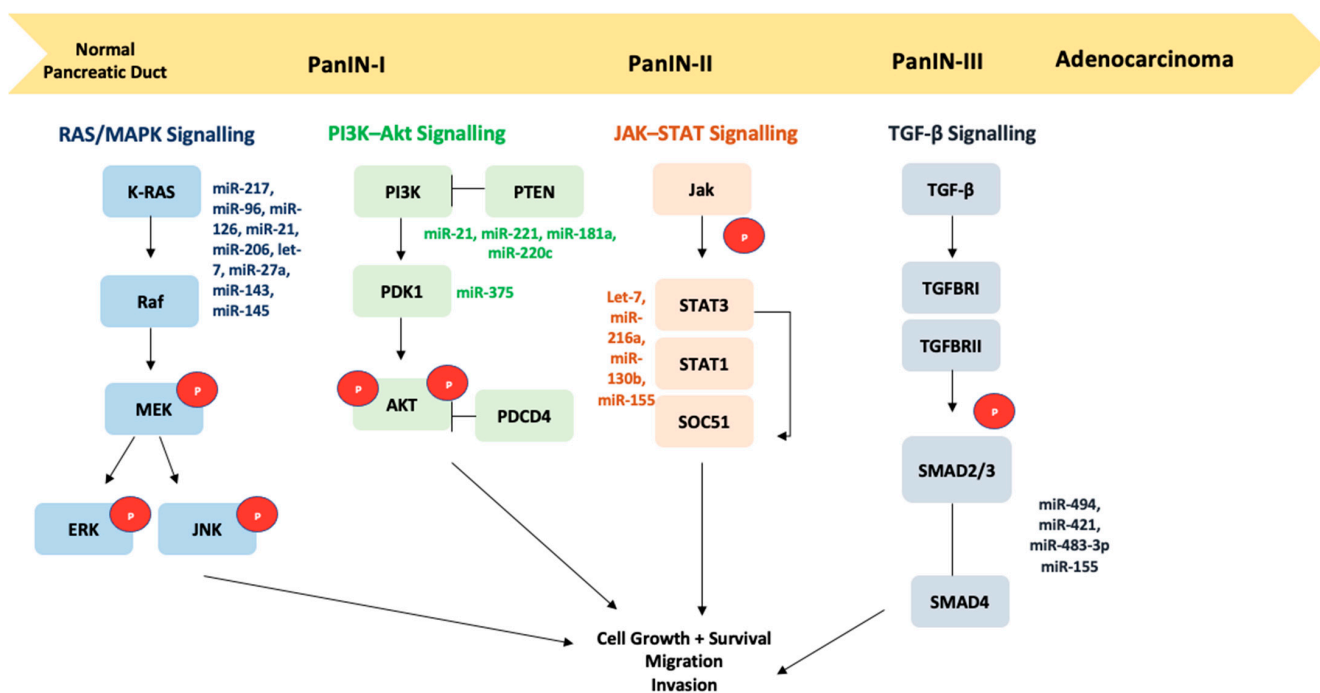 Normal
Pancreatic Duct
PanIN-I
PanIN-II
PanIN-III
Adenocarcinoma
RAS/MAPK Signalling
K-RAS
miR-217,
miR-96, miR-
126, miR-21,
miR-206, let-
7, miR-27a,
miR-143,
miR-145
Raf
MEK
P
ERK
P
JNK
P
PI3K–Akt Signalling
PI3K
PTEN
miR-21, miR-221, miR-181a,
miR-220c
PDK1
miR-375
P
P
AKT
PDCD4
JAK–STAT Signalling
Jak
P
Let-7,
miR-
216a,
miR-
130b,
miR-155
STAT3
STAT1
SOC51
TGF-β Signalling
TGF-β
TGFBRI
TGFBRII
P
SMAD2/3
miR-494,
miR-421,
miR-483-3p
miR-155
SMAD4
Cell Growth + Survival
Migration
Invasion